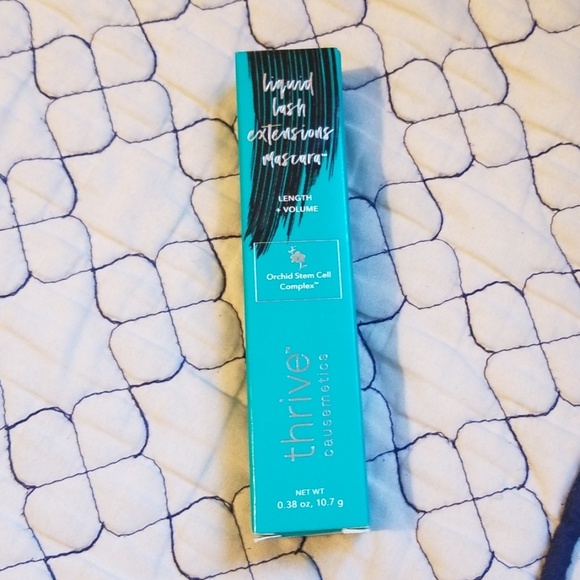 liquid
lash
extensions
mascara™
LENGTH
+ VOLUME
Orchid Stem Cell
Complex™
thrive™
causemetics
NET WT
0.38 oz, 10.7 g